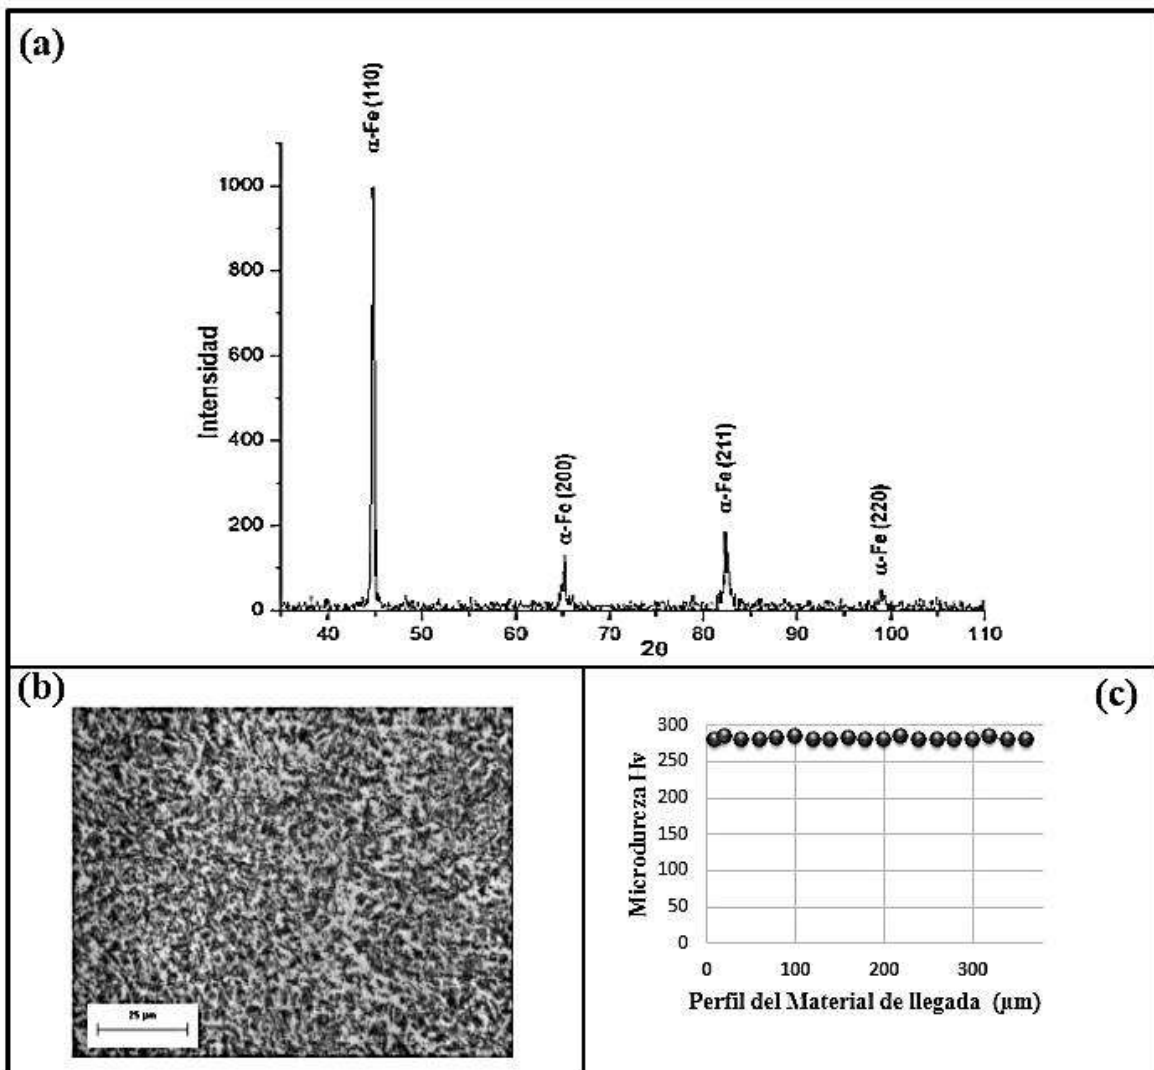 (a)
α-Fe (110)
1000
800
600
400
200
0
Intensidad
α-Fe (200)
α-Fe (211)
α-Fe (220)
40
50
60
70
80
90
100
110
2θ
(b)
25 µm
(c)
300
250
200
150
100
50
0
Microdureza Hv
0
100
200
300
Perfil del Material de llegada (µm)